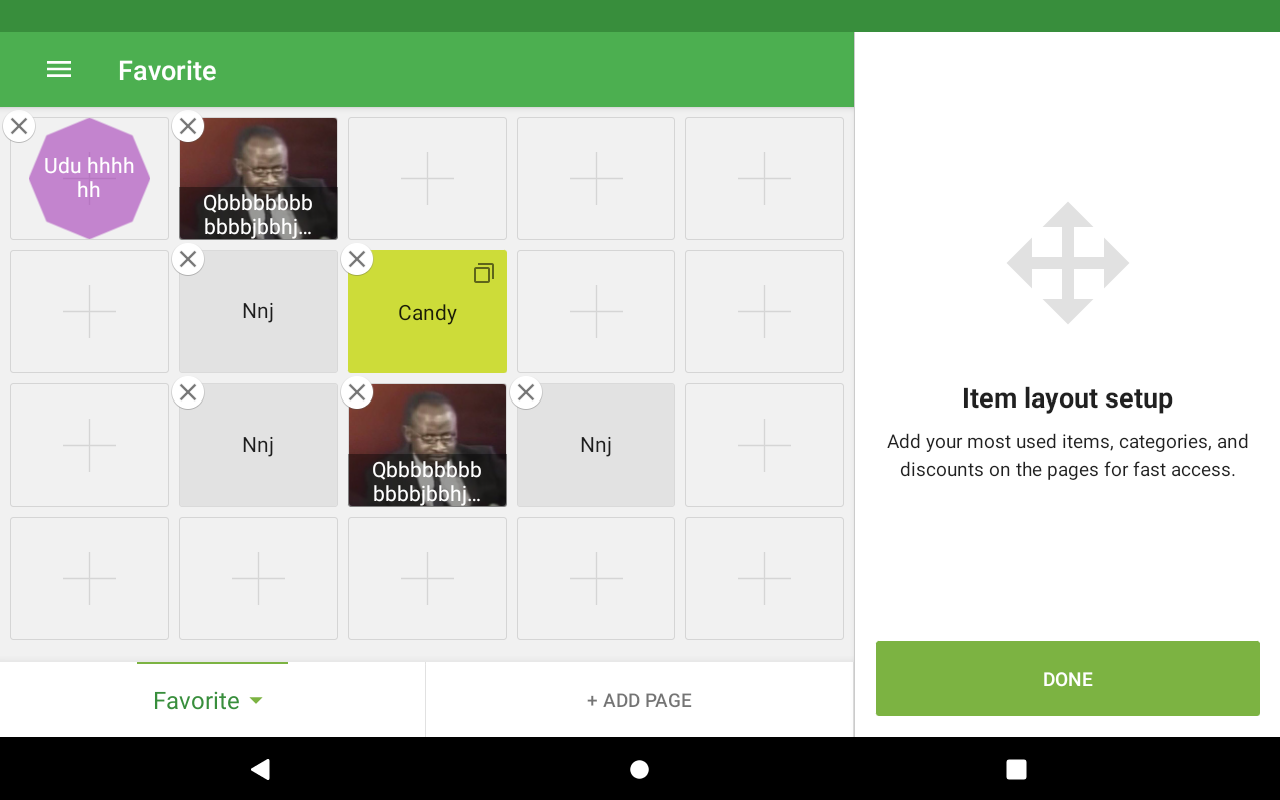 Favorite
Udu hhhh
hh
Qbbbbbbbb
bbbbjbbhj...
Nnj
Candy
Nnj
Qbbbbbbbb
bbbbjbbhj...
Nnj
Item layout setup
Add your most used items, categories, and
discounts on the pages for fast access.
DONE
Favorite
+ ADD PAGE